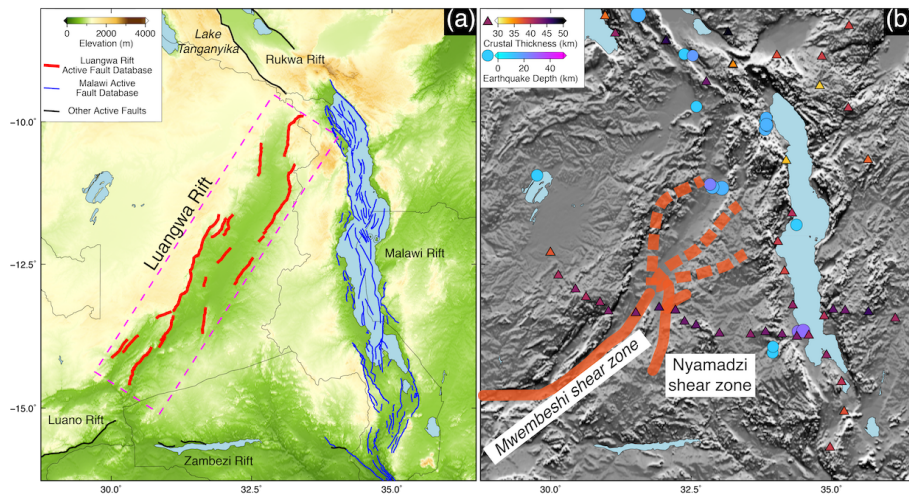 (a)
0 2000 4000
Elevation (m)
Luangwa Rift
Active Fault Database
Malawi Active
Fault Database
Other Active Faults
Lake
Tanganyika
Rukwa Rift
Luangwa Rift
Malawi Rift
Luano Rift
Zambezi Rift
−10.0˚
−12.5˚
−15.0˚
30.0˚ 32.5˚ 35.0˚
(b)
30 35 40 45 50
Crustal Thickness (km)
0 20 40
Earthquake Depth (km)
Mwembeshi shear zone
Nyamadzi
shear zone
30.0˚ 32.5˚ 35.0˚